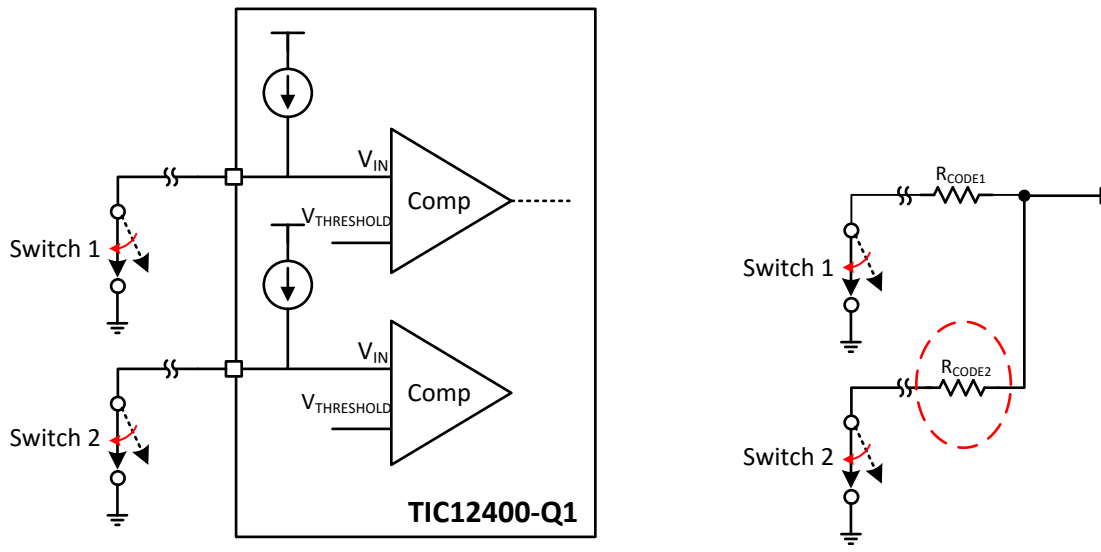 V_IN
Comp
V_THRESHOLD
Switch 1
V_IN
Comp
V_THRESHOLD
Switch 2
TIC12400-Q1
R_CODE1
Switch 1
R_CODE2
Switch 2